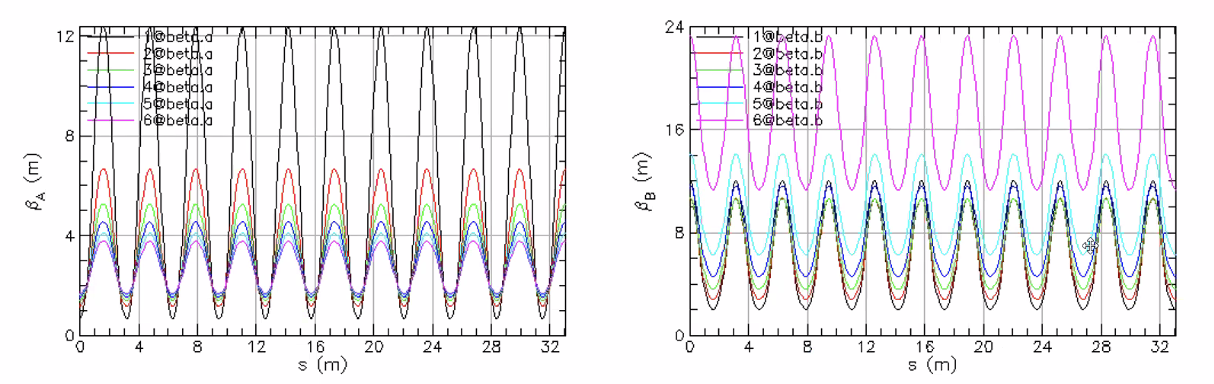 12
8
4
0
β_A (m)
1@beta.a
2@beta.a
3@beta.a
4@beta.a
5@beta.a
6@beta.a
0 4 8 12 16 20 24 28 32
s (m)
24
16
8
0
β_B (m)
1@beta.b
2@beta.b
3@beta.b
4@beta.b
5@beta.b
6@beta.b
0 4 8 12 16 20 24 28 32
s (m)